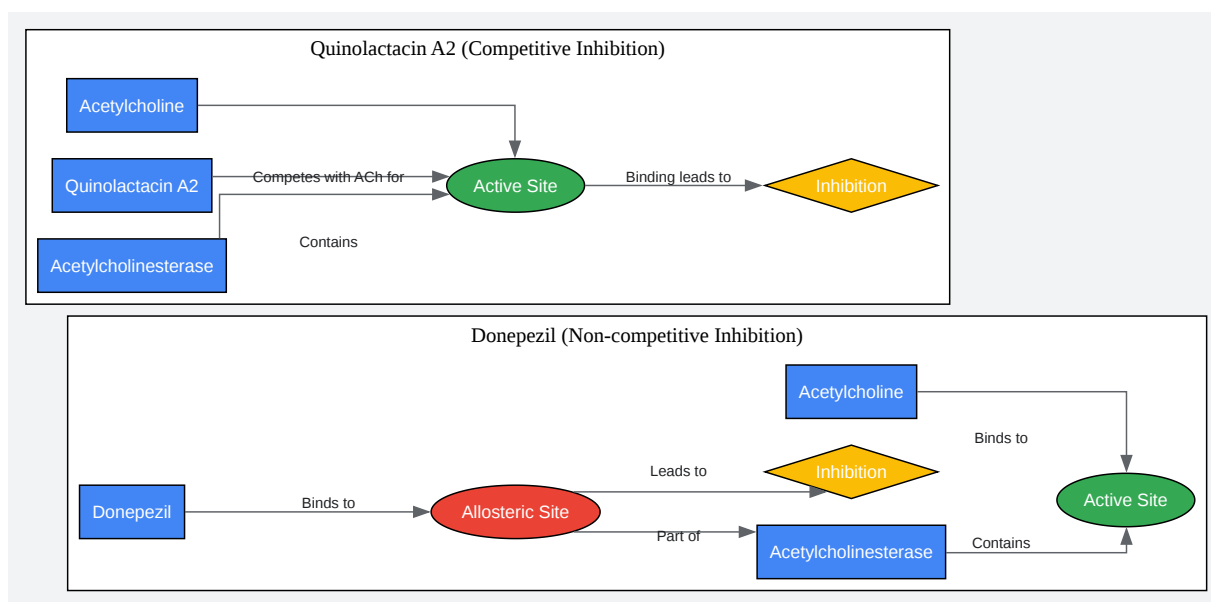 Quinolactacin A2 (Competitive Inhibition)
Acetylcholine
Quinolactacin A2
Competes with ACh for
Active Site
Binding leads to
Inhibition
Contains
Acetylcholinesterase
Donepezil (Non-competitive Inhibition)
Acetylcholine
Binds to
Leads to
Inhibition
Donepezil
Binds to
Allosteric Site
Active Site
Part of
Acetylcholinesterase
Contains